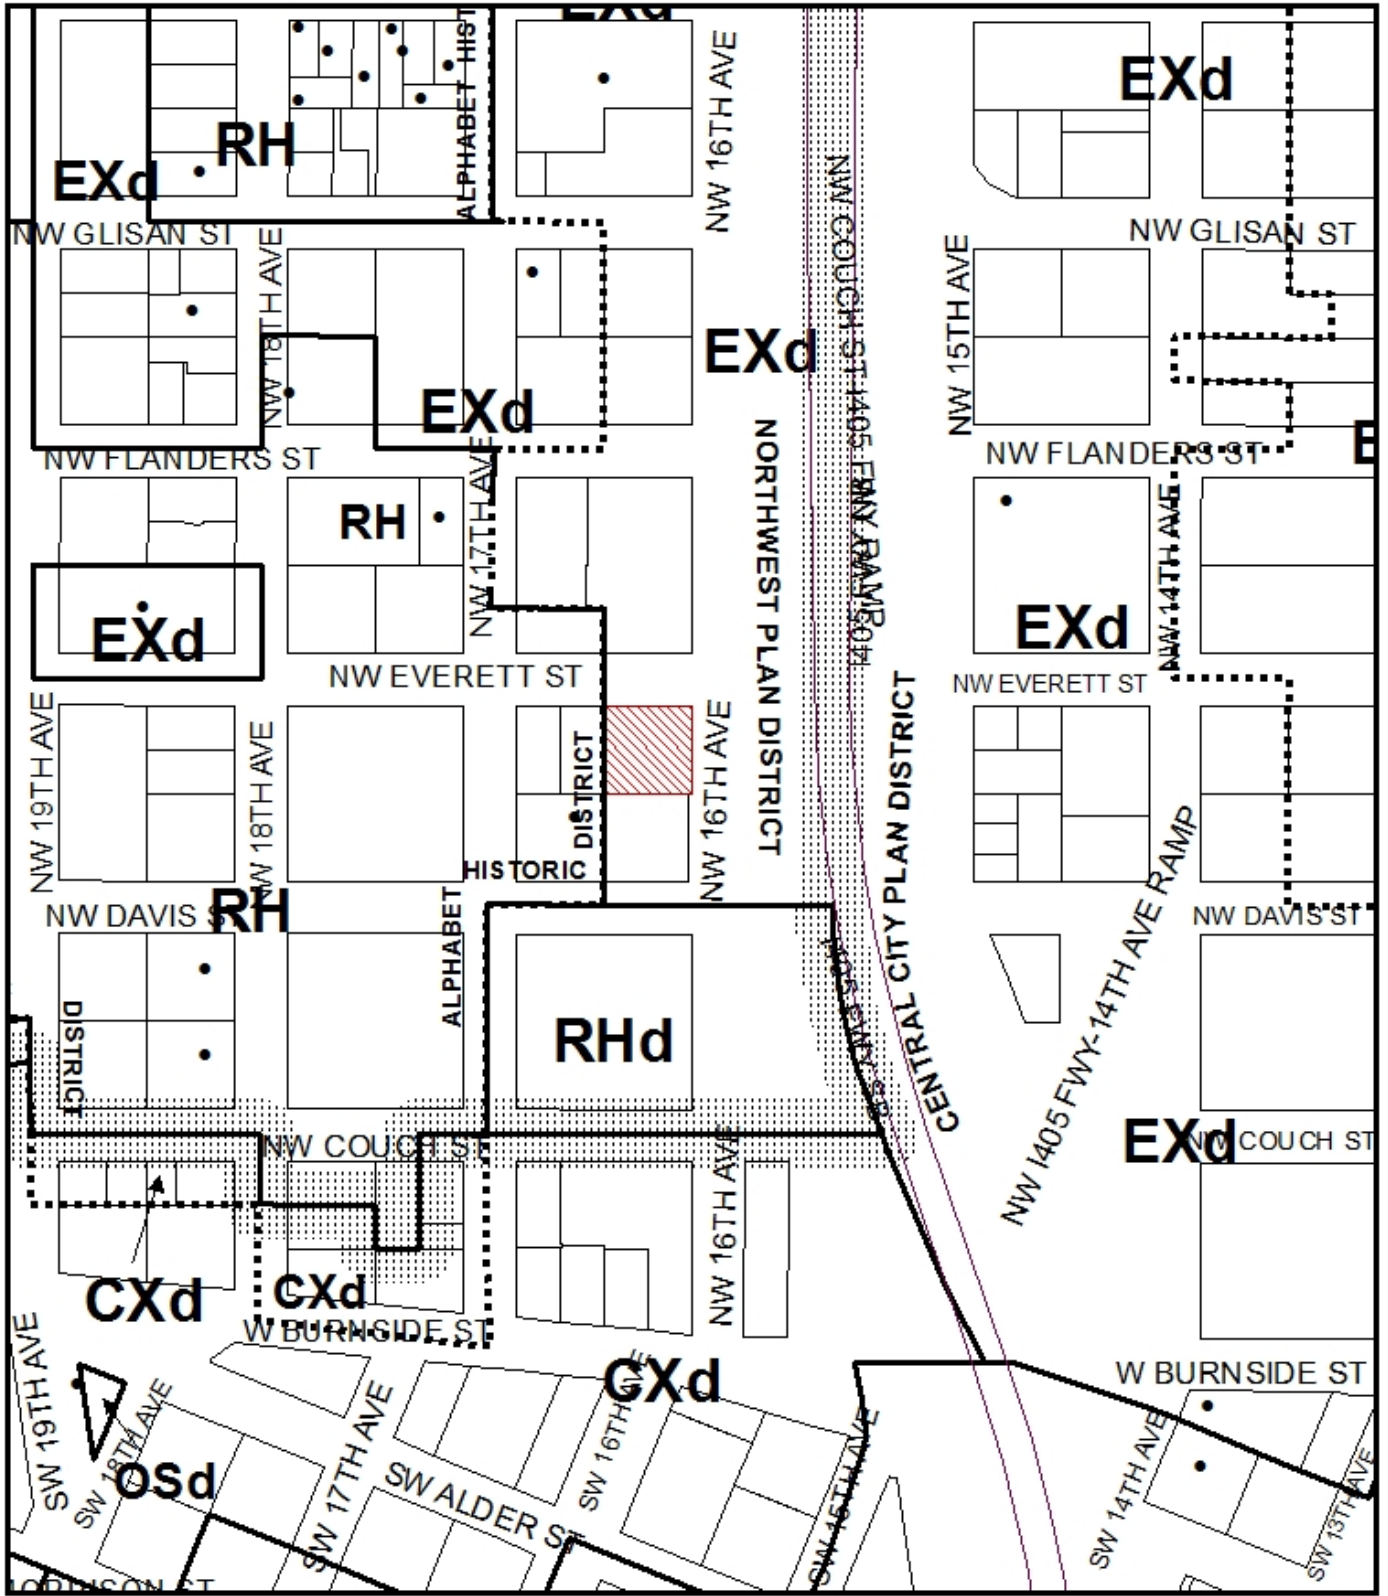 EXd
ALPHABET HIST
NW 16TH AVE
EXd
RH
EXd
NW GLISAN ST
NW GLISAN ST
NW 18TH AVE
NW COUCH ST-I405 FWY RAMP
NW 15TH AVE
EXd
EXd
NW FLANDERS ST
NW FLANDERS ST
E
NW 17TH AVE
RH
NORTHWEST PLAN DISTRICT
NW 14TH AVE
EXd
EXd
NW EVERETT ST
NW EVERETT ST
NW 19TH AVE
NW 18TH AVE
DISTRICT
NW 16TH AVE
CENTRAL CITY PLAN DISTRICT
HISTORIC
ALPHABET
RH
NW DAVIS ST
NW DAVIS ST
NW I405 FWY-14TH AVE RAMP
I405 FWY SB
DISTRICT
RHd
NW COUCH ST
EXd
NW COUCH ST
NW 16TH AVE
CXd
CXd
W BURNSIDE ST
CXd
W BURNSIDE ST
SW 19TH AVE
SW 18TH AVE
OSd
SW 17TH AVE
SW ALDER ST
SW 16TH AVE
SW 15TH AVE
SW 14TH AVE
SW 13TH AVE